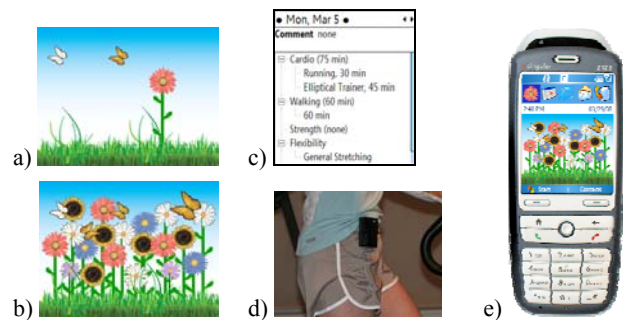 a)
b)
c)
● Mon, Mar 5 ●
Comment none
Cardio (75 min)
Running, 30 min
Elliptical Trainer, 45 min
Walking (60 min)
60 min
Strength (none)
Flexibility
General Stretching
d)
e)
Start